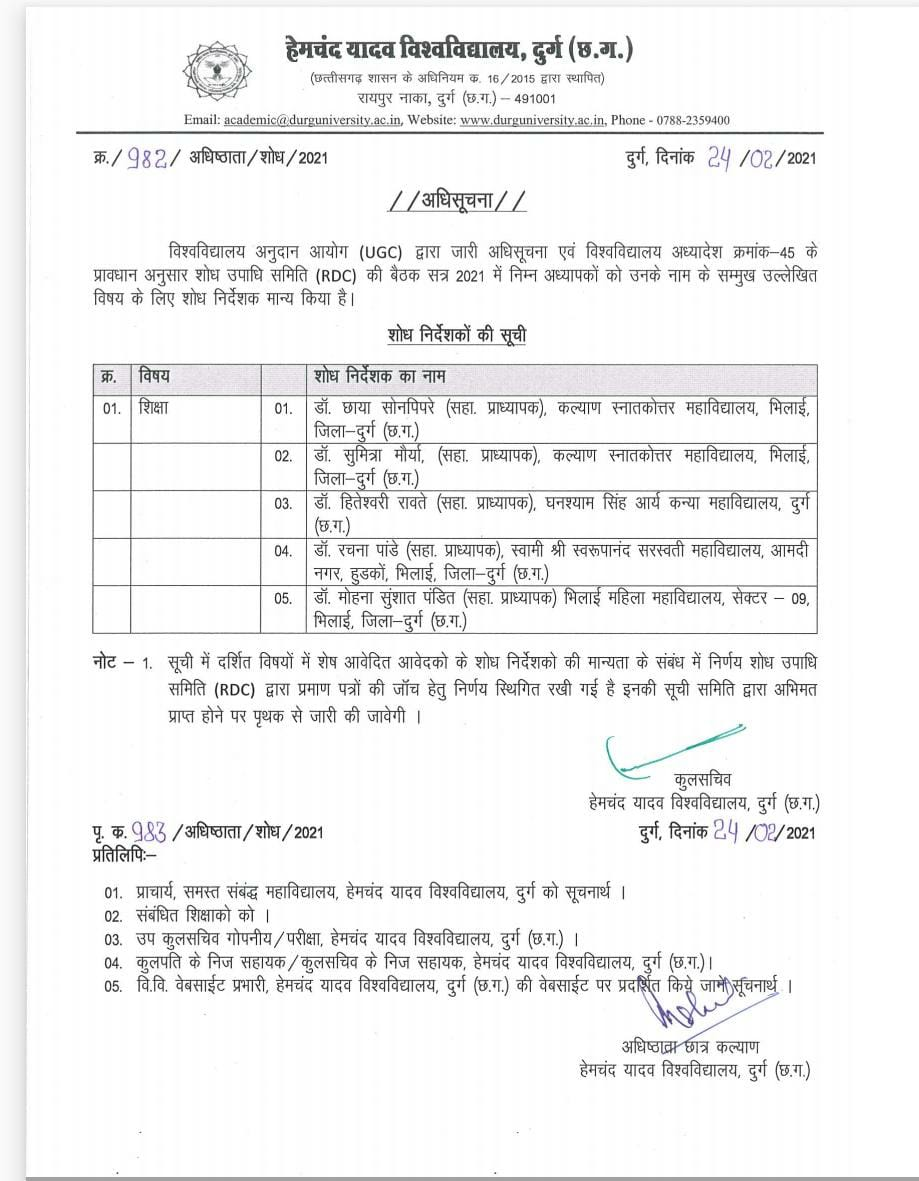 हेमचंद यादव विश्वविद्यालय, दुर्ग (छ.ग.)
(छत्तीसगढ़ शासन के अधिनियम क. 16/2015 द्वारा स्थापित)
रायपुर नाका, दुर्ग (छ.ग.) – 491001
Email: academic@durguniversity.ac.in, Website: www.durguniversity.ac.in, Phone - 0788-2359400
क्र./982/ अधिष्ठाता/शोध/2021 दुर्ग, दिनांक 24/02/2021
//अधिसूचना//
विश्वविद्यालय अनुदान आयोग (UGC) द्वारा जारी अधिसूचना एवं विश्वविद्यालय अध्यादेश क्रमांक–45 के
प्रावधान अनुसार शोध उपाधि समिति (RDC) की बैठक सत्र 2021 में निम्न अध्यापकों को उनके नाम के सम्मुख उल्लेखित
विषय के लिए शोध निर्देशक मान्य किया है।
शोध निर्देशकों की सूची
क्र. विषय शोध निर्देशक का नाम
01. शिक्षा 01. डॉ. छाया सोनपिपरे (सहा. प्राध्यापक), कल्याण स्नातकोत्तर महाविद्यालय, भिलाई,
जिला–दुर्ग (छ.ग.)
02. डॉ. सुमित्रा मौर्या, (सहा. प्राध्यापक), कल्याण स्नातकोत्तर महाविद्यालय, भिलाई,
जिला–दुर्ग (छ.ग.)
03. डॉ. हितेश्वरी रावते (सहा. प्राध्यापक), घनश्याम सिंह आर्य कन्या महाविद्यालय, दुर्ग
(छ.ग.)
04. डॉ. रचना पांडे (सहा. प्राध्यापक), स्वामी श्री स्वरूपानंद सरस्वती महाविद्यालय, आमदी
नगर, हुडकों, भिलाई, जिला–दुर्ग (छ.ग.)
05. डॉ. मोहना सुंशात पंडित (सहा. प्राध्यापक) भिलाई महिला महाविद्यालय, सेक्टर – 09,
भिलाई, जिला–दुर्ग (छ.ग.)
नोट – 1. सूची में दर्शित विषयों में शेष आवेदित आवेदको के शोध निर्देशको की मान्यता के संबंध में निर्णय शोध उपाधि
समिति (RDC) द्वारा प्रमाण पत्रों की जॉच हेतु निर्णय स्थिगित रखी गई है इनकी सूची समिति द्वारा अभिमत
प्राप्त होने पर पृथक से जारी की जावेगी ।
कुलसचिव
हेमचंद यादव विश्वविद्यालय, दुर्ग (छ.ग.)
पृ. क. 983/अधिष्ठाता/शोध/2021 दुर्ग, दिनांक 24/02/2021
प्रतिलिपिः–
01. प्राचार्य, समस्त संबंद्ध महाविद्यालय, हेमचंद यादव विश्वविद्यालय, दुर्ग को सूचनार्थ ।
02. संबंधित शिक्षाको को ।
03. उप कुलसचिव गोपनीय/परीक्षा, हेमचंद यादव विश्वविद्यालय, दुर्ग (छ.ग.) ।
04. कुलपति के निज सहायक/कुलसचिव के निज सहायक, हेमचंद यादव विश्वविद्यालय, दुर्ग (छ.ग.)।
05. वि.वि. वेबसाईट प्रभारी, हेमचंद यादव विश्वविद्यालय, दुर्ग (छ.ग.) की वेबसाईट पर प्रदर्शित किये जाने सूचनार्थ ।
अधिष्ठाता छात्र कल्याण
हेमचंद यादव विश्वविद्यालय, दुर्ग (छ.ग.)